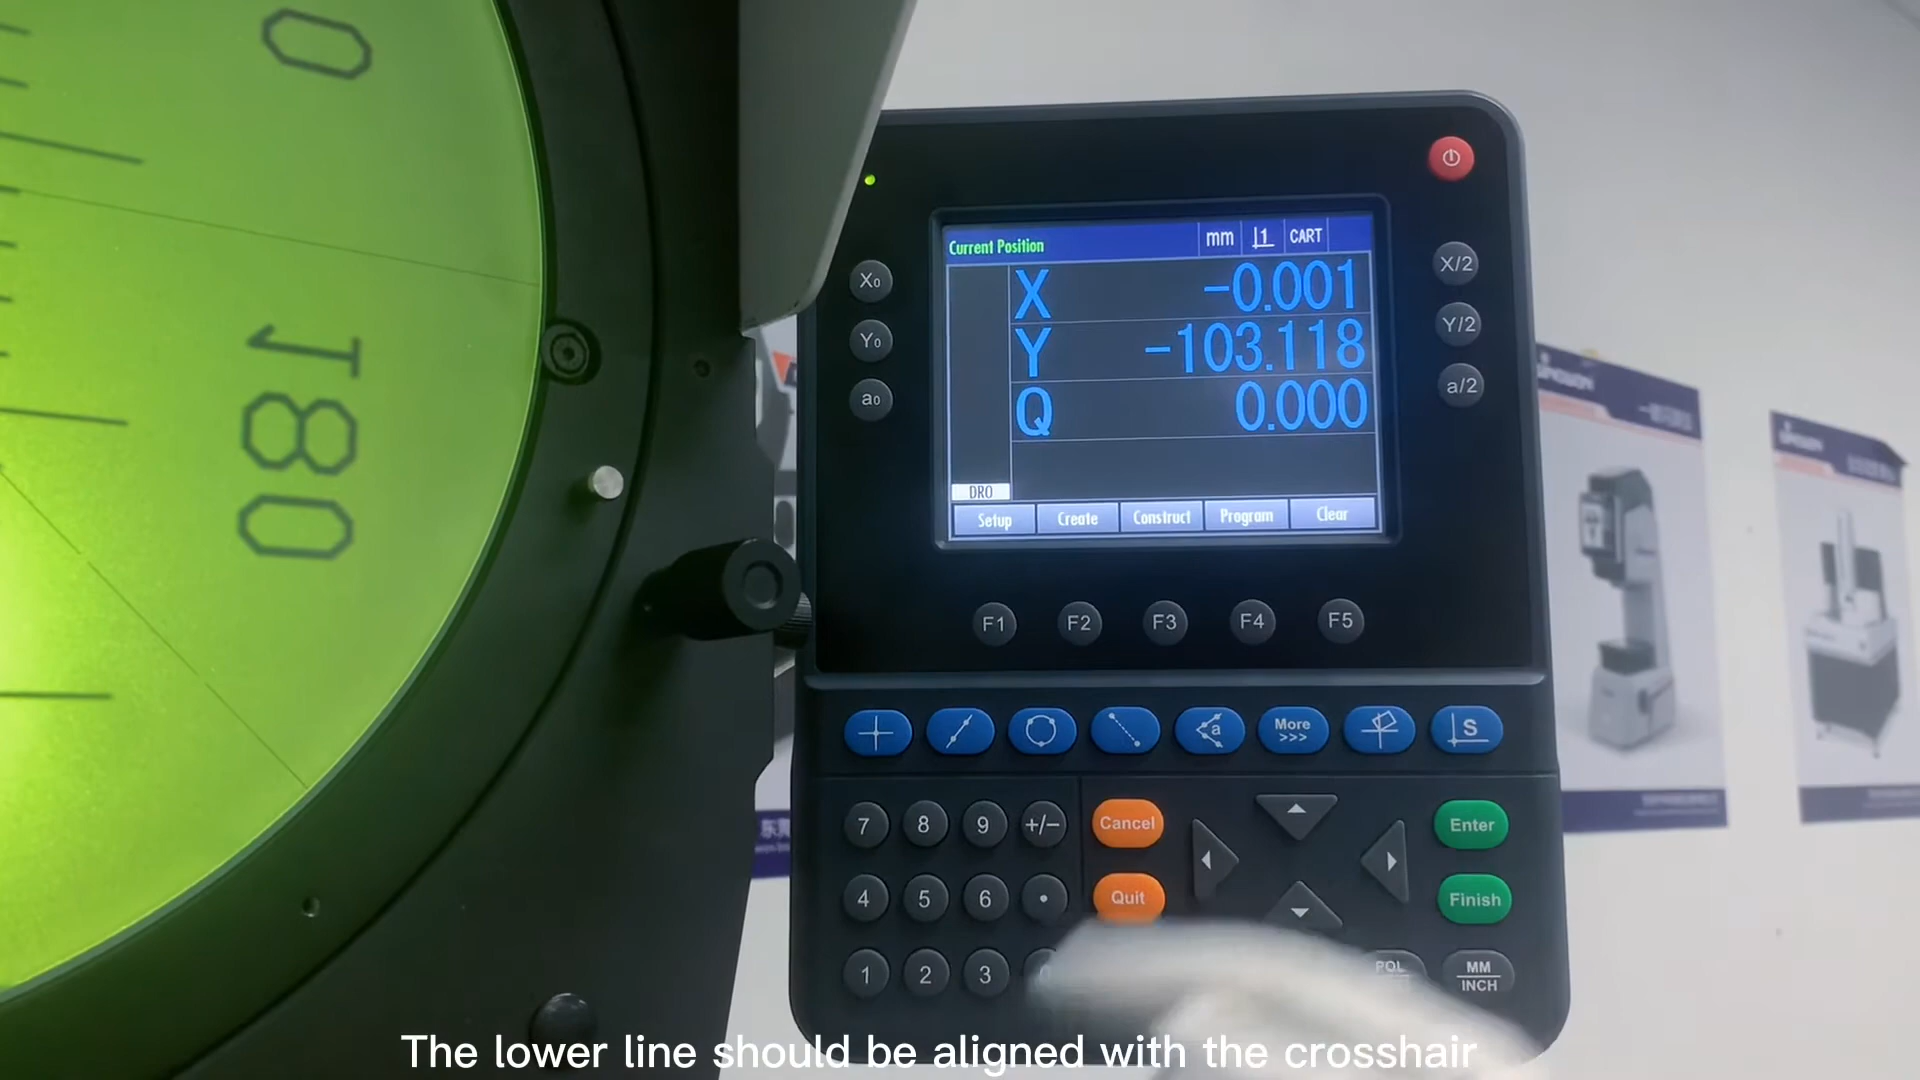 0
180
Current Position mm 1 CART
X -0.001
Y -103.118
Q 0.000
DRO
Setup Create Construct Program Clear
X0
Y0
a0
X/2
Y/2
a/2
F1 F2 F3 F4 F5
a More >>> S
7 8 9 +/− Cancel Enter
4 5 6 • Quit Finish
1 2 3 POL MM INCH
The lower line should be aligned with the crosshair